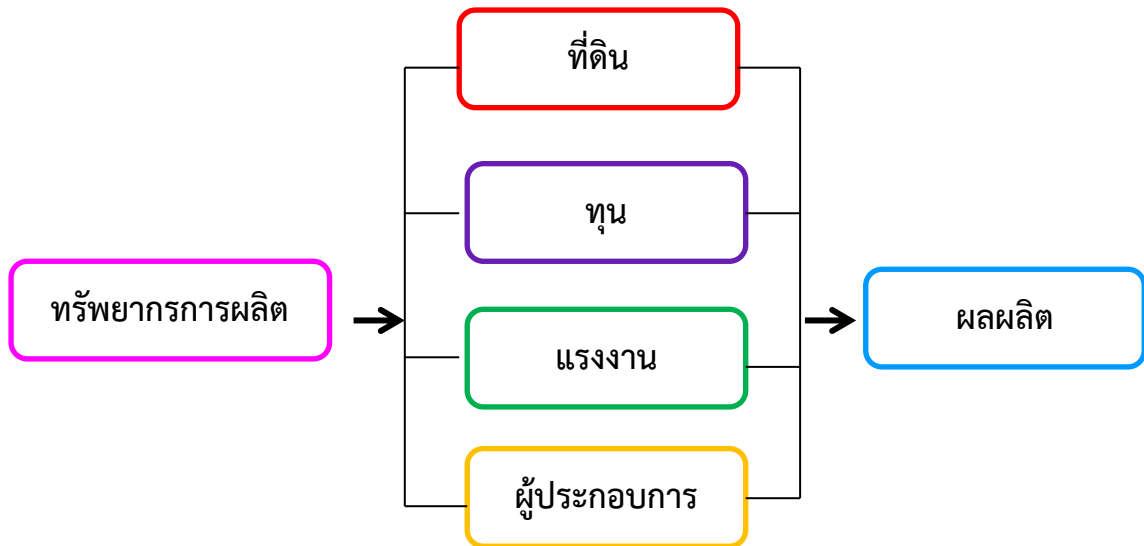 ที่ดิน
ทุน
ทรัพยากรการผลิต
ผลผลิต
แรงงาน
ผู้ประกอบการ